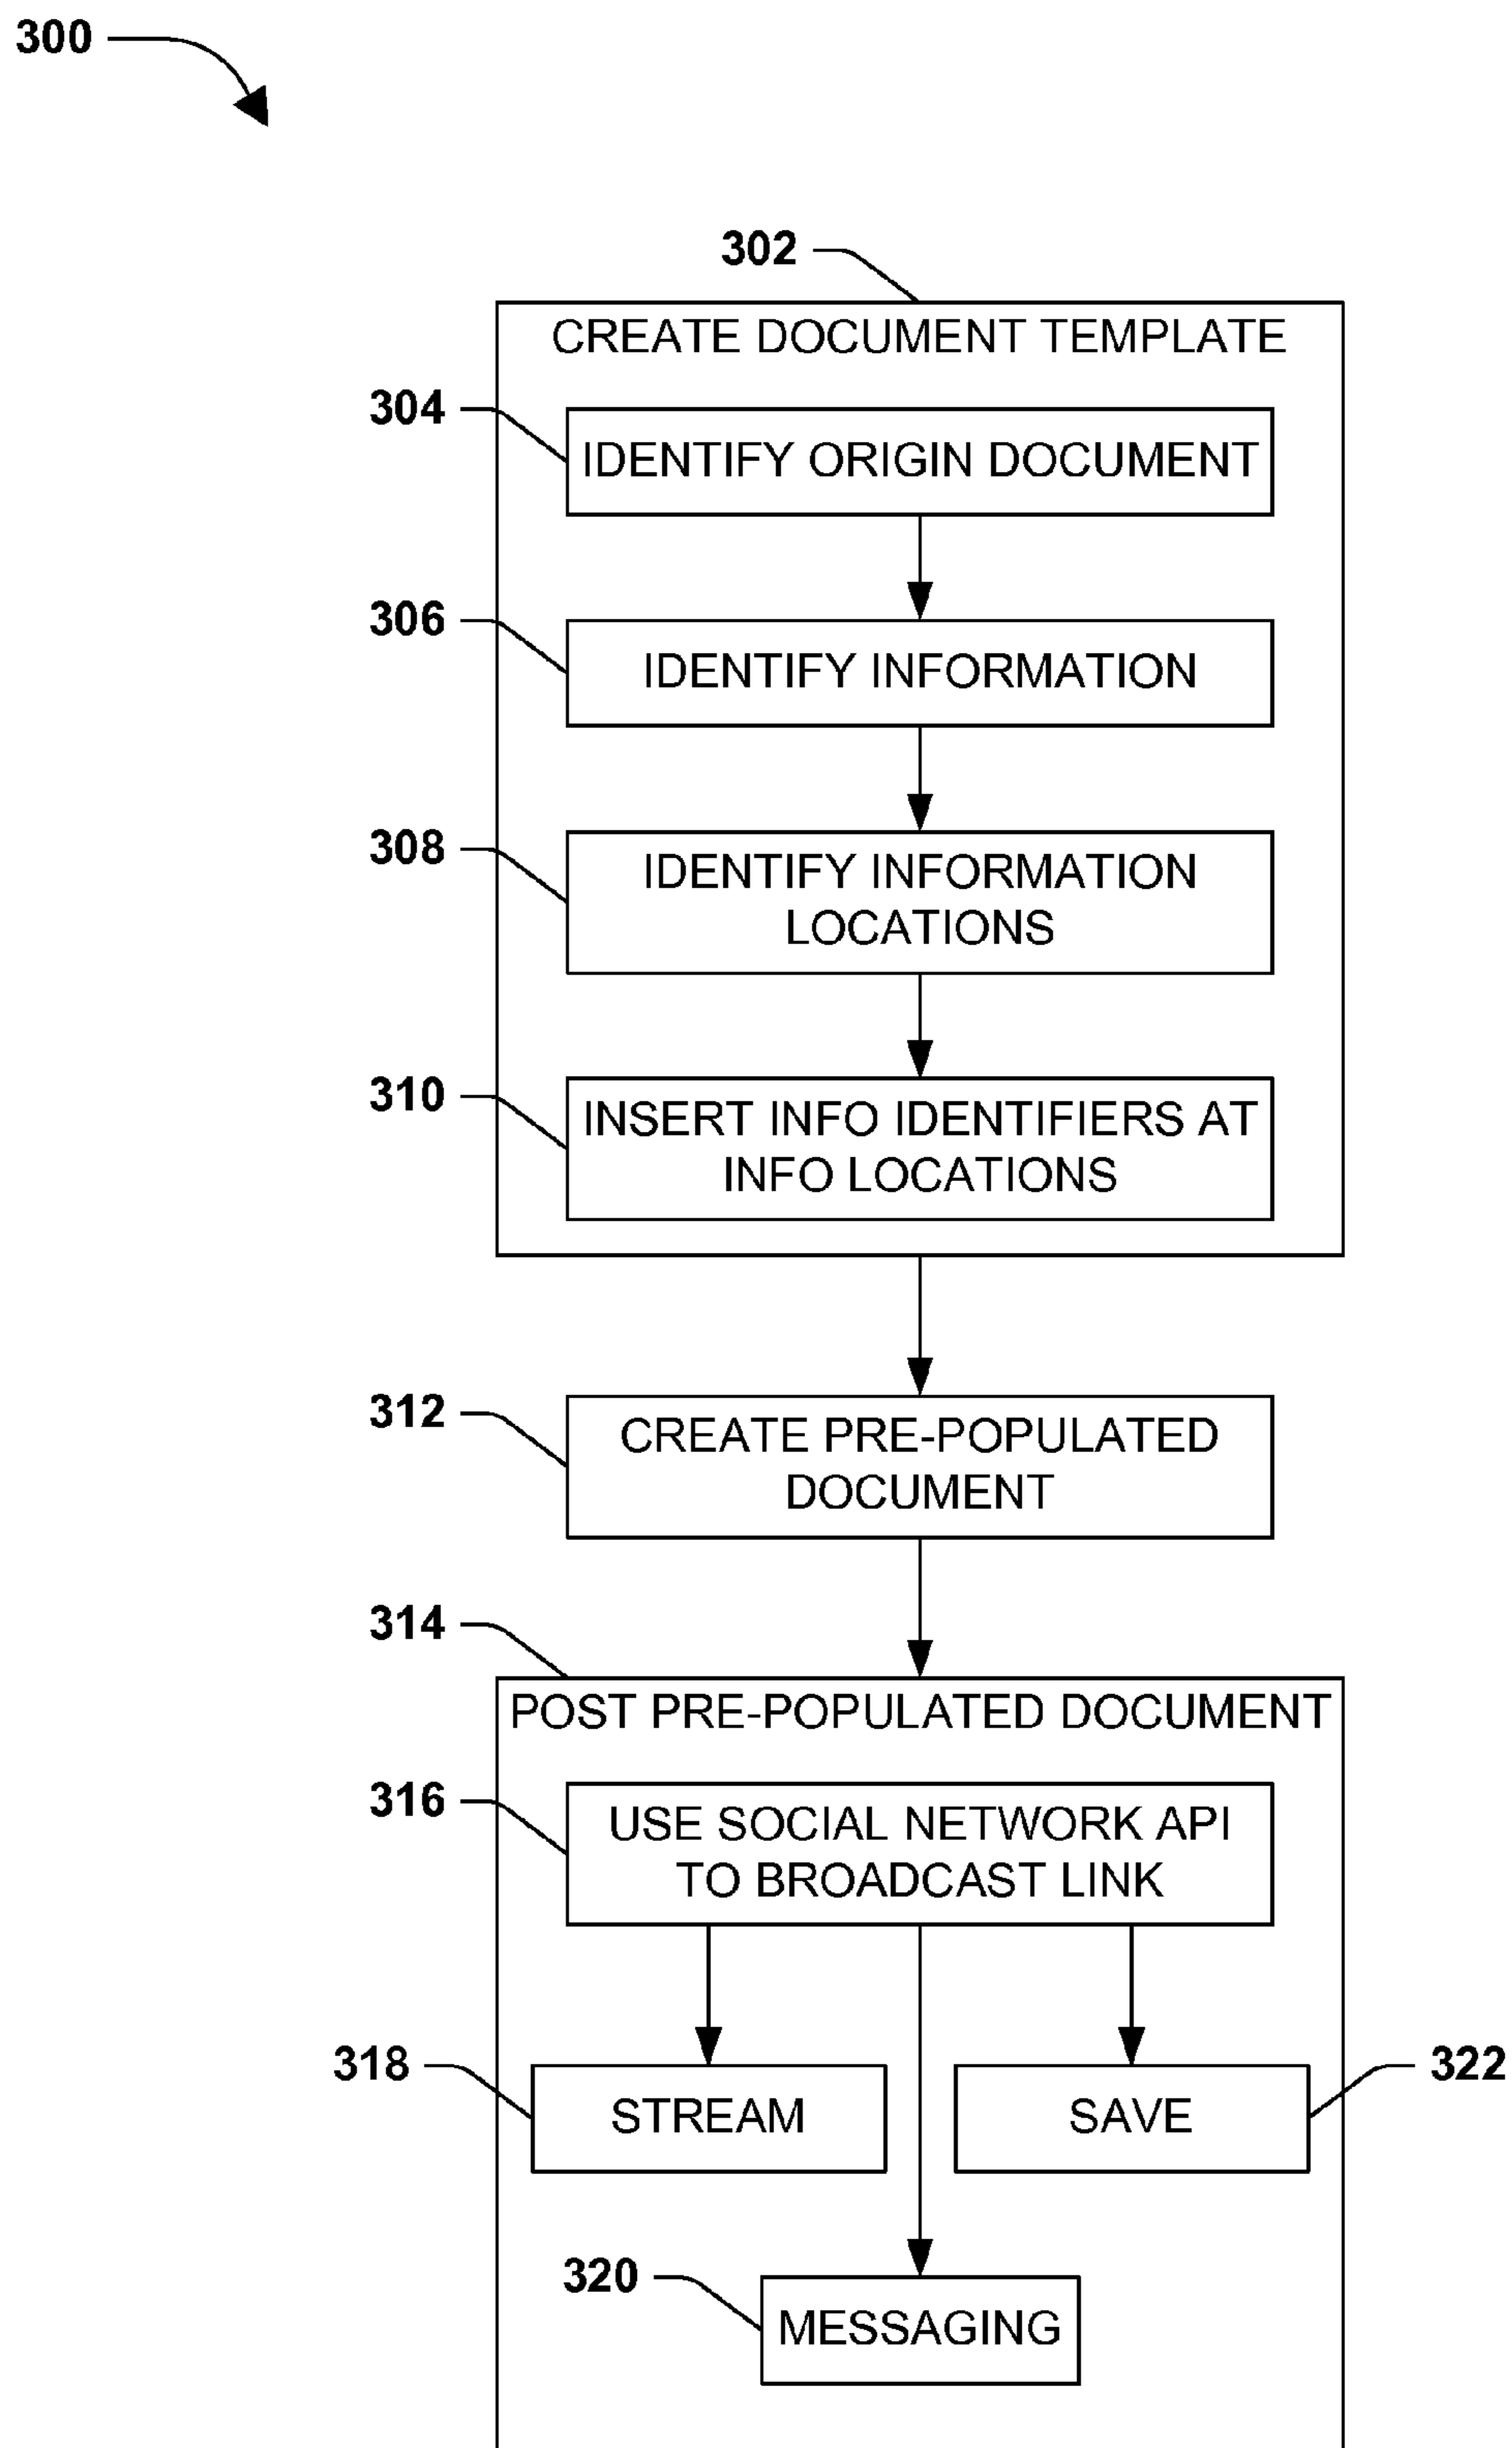 300
302
CREATE DOCUMENT TEMPLATE
304
IDENTIFY ORIGIN DOCUMENT
306
IDENTIFY INFORMATION
308
IDENTIFY INFORMATION
LOCATIONS
310
INSERT INFO IDENTIFIERS AT
INFO LOCATIONS
312
CREATE PRE-POPULATED
DOCUMENT
314
POST PRE-POPULATED DOCUMENT
316
USE SOCIAL NETWORK API
TO BROADCAST LINK
318
STREAM
SAVE
322
320
MESSAGING